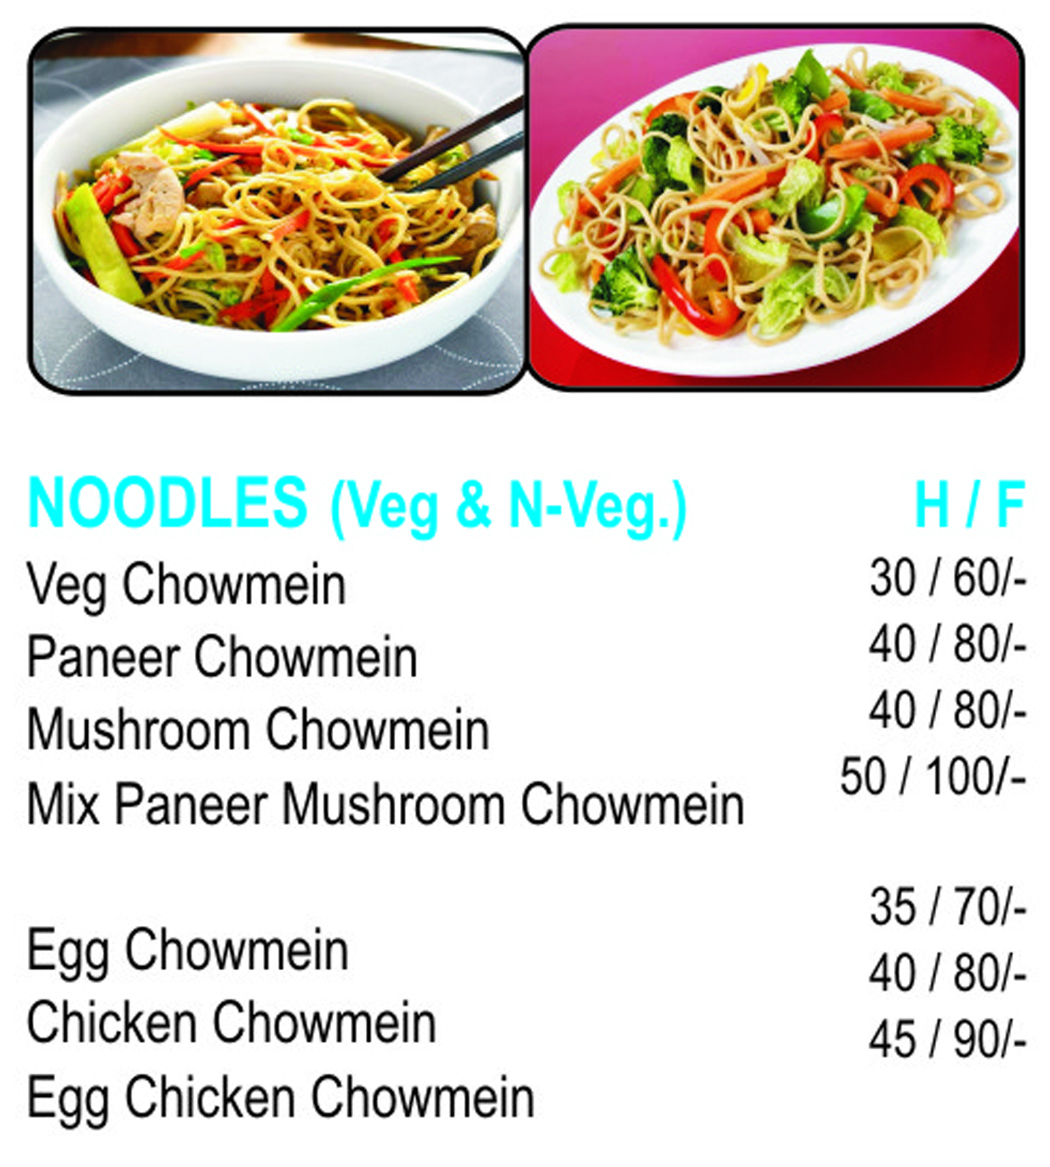 NOODLES (Veg & N-Veg.) H / F
Veg Chowmein 30 / 60/-
Paneer Chowmein 40 / 80/-
Mushroom Chowmein 40 / 80/-
Mix Paneer Mushroom Chowmein 50 / 100/-
Egg Chowmein 35 / 70/-
Chicken Chowmein 40 / 80/-
Egg Chicken Chowmein 45 / 90/-